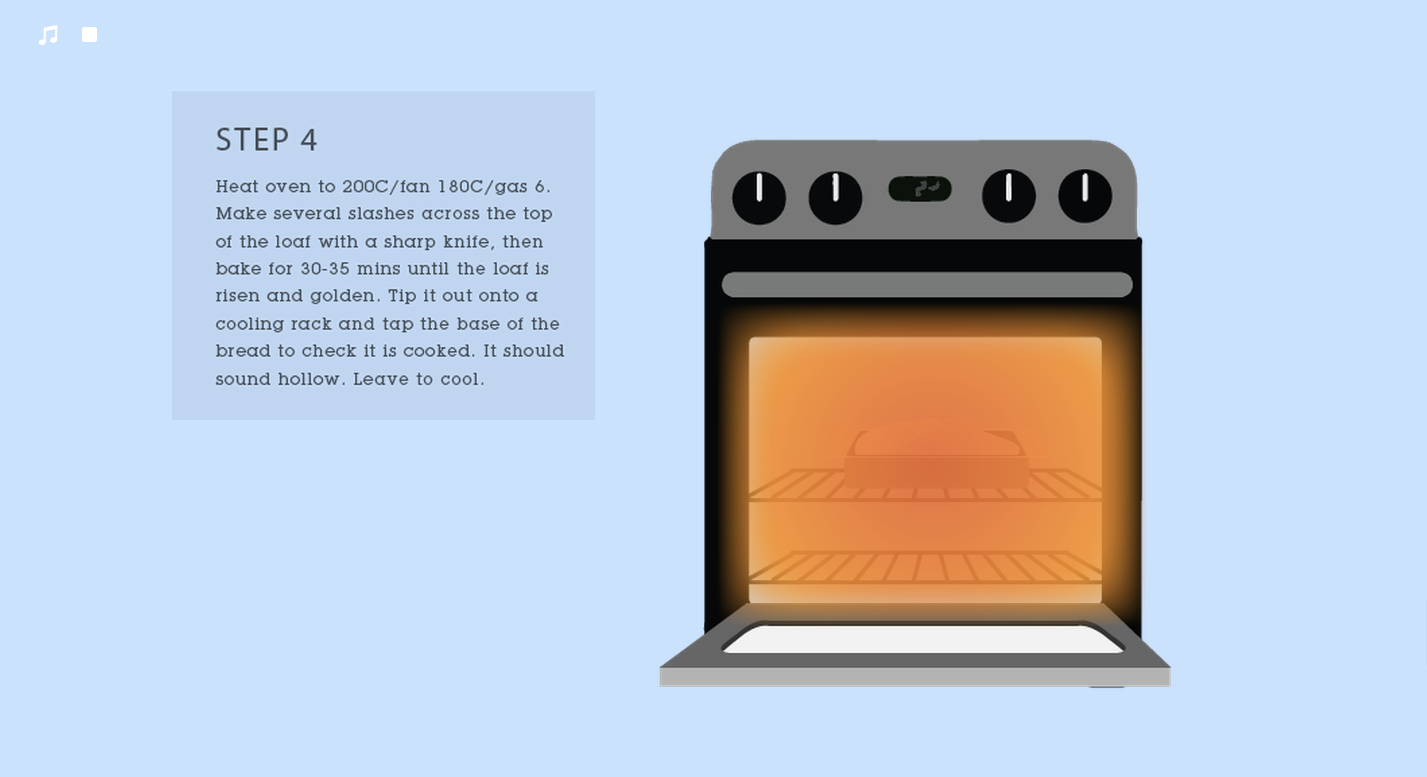 STEP 4
Heat oven to 200C/fan 180C/gas 6.
Make several slashes across the top
of the loaf with a sharp knife, then
bake for 30-35 mins until the loaf is
risen and golden. Tip it out onto a
cooling rack and tap the base of the
bread to check it is cooked. It should
sound hollow. Leave to cool.